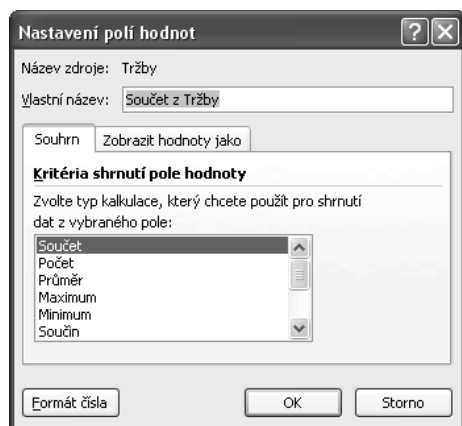 Nastavení polí hodnot
Název zdroje: Tržby
Vlastní název: Součet z Tržby
Souhrn Zobrazit hodnoty jako
Kritéria shrnutí pole hodnoty
Zvolte typ kalkulace, který chcete použít pro shrnutí
dat z vybraného pole:
Součet
Počet
Průměr
Maximum
Minimum
Součin
Formát čísla OK Storno